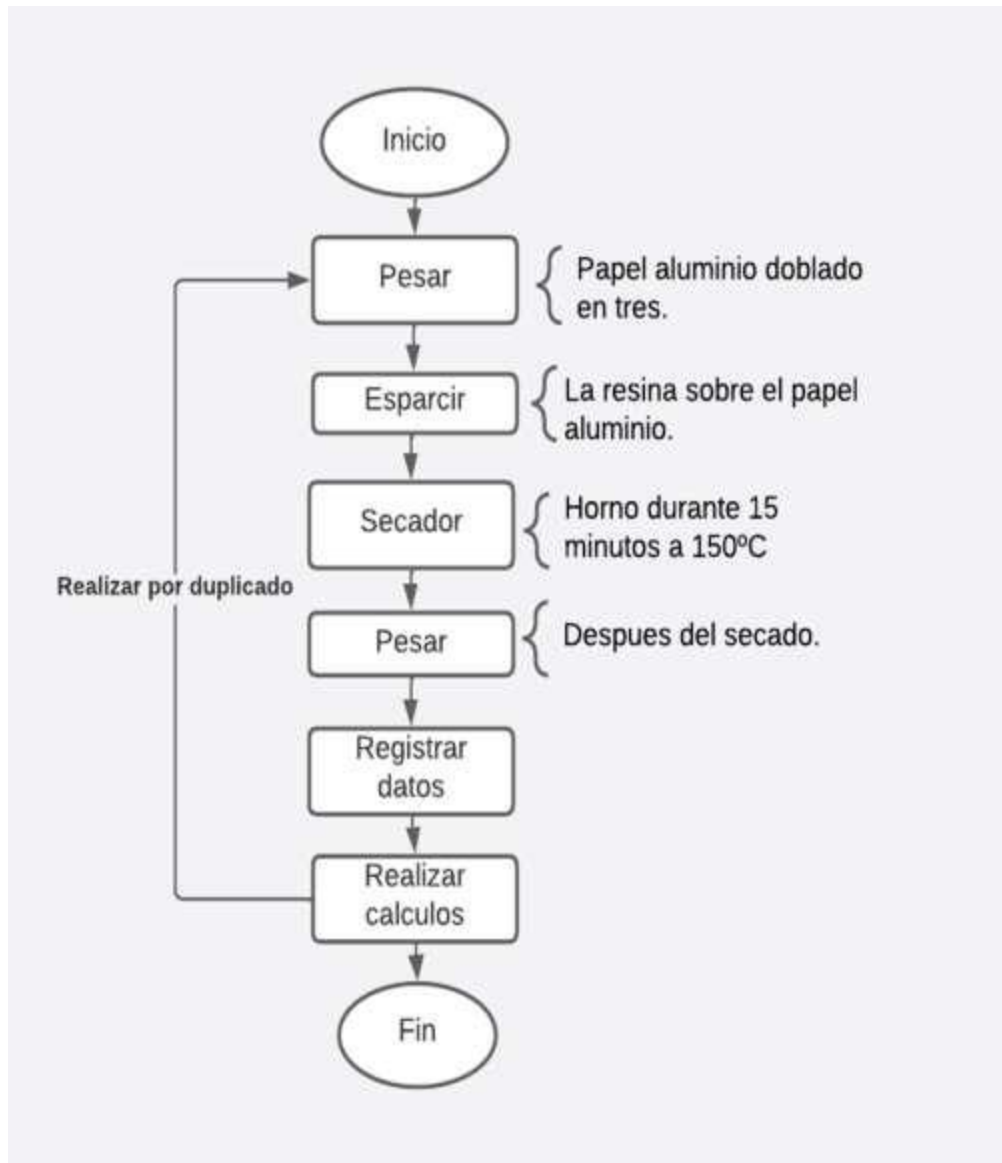 Inicio
Pesar
Papel aluminio doblado
en tres.
Esparcir
La resina sobre el papel
aluminio.
Secador
Horno durante 15
minutos a 150ºC
Realizar por duplicado
Pesar
Despues del secado.
Registrar
datos
Realizar
calculos
Fin